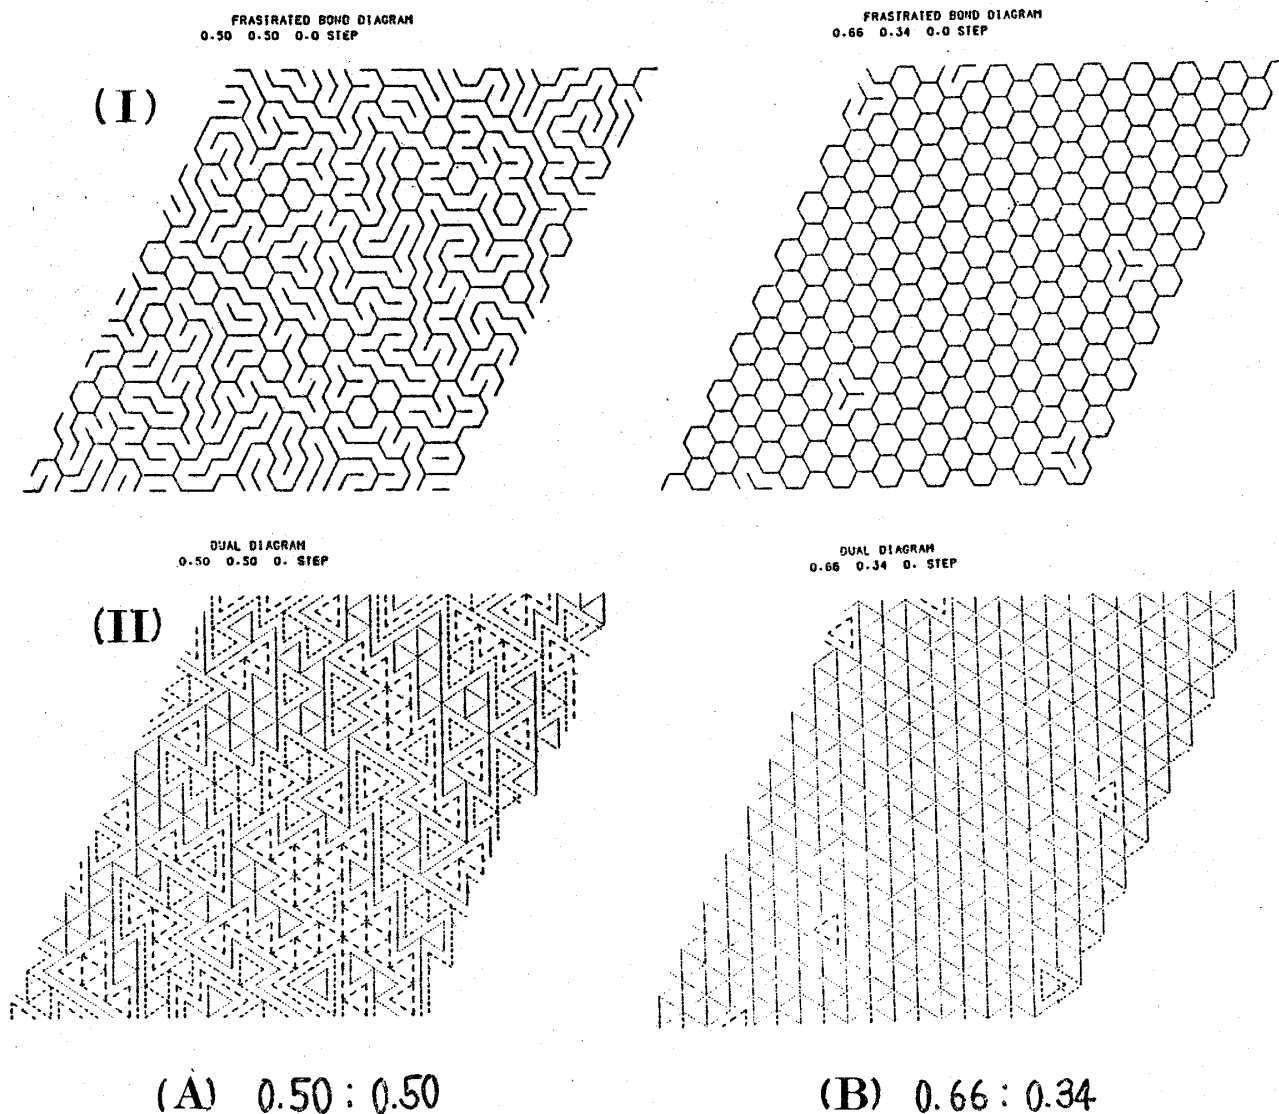 FRASTRATED BOND DIAGRAM
0.50 0.50 0.0 STEP
FRASTRATED BOND DIAGRAM
0.66 0.34 0.0 STEP
(I)
DUAL DIAGRAM
0.50 0.50 0. STEP
DUAL DIAGRAM
0.66 0.34 0. STEP
(II)
(A) 0.50 : 0.50
(B) 0.66 : 0.34